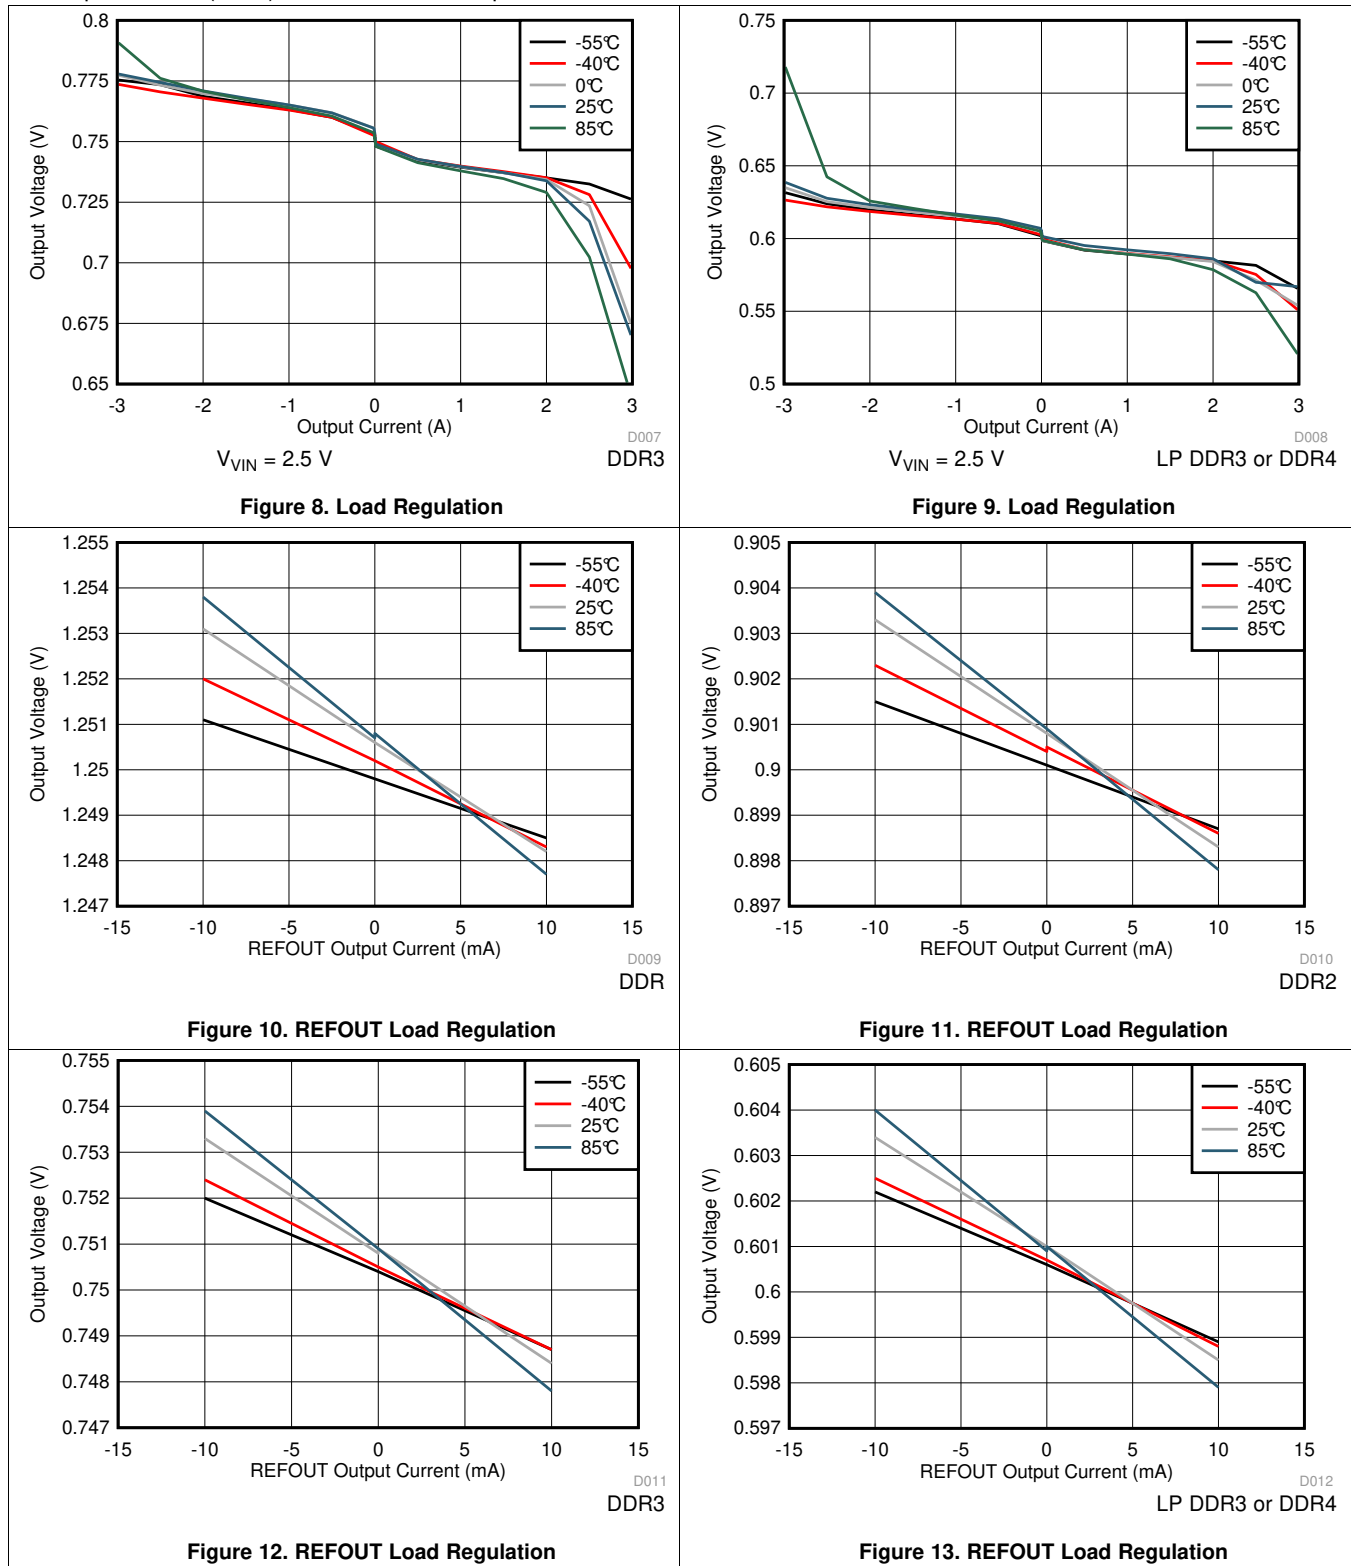 0.8
0.775
0.75
0.725
0.7
0.675
0.65
Output Voltage (V)
-55°C
-40°C
0°C
25°C
85°C
-3 -2 -1 0 1 2 3
Output Current (A)
D007
V_VIN = 2.5 V DDR3
Figure 8. Load Regulation
0.75
0.7
0.65
0.6
0.55
0.5
Output Voltage (V)
-55°C
-40°C
0°C
25°C
85°C
-3 -2 -1 0 1 2 3
Output Current (A)
D008
V_VIN = 2.5 V LP DDR3 or DDR4
Figure 9. Load Regulation
1.255
1.254
1.253
1.252
1.251
1.25
1.249
1.248
1.247
Output Voltage (V)
-55°C
-40°C
25°C
85°C
-15 -10 -5 0 5 10 15
REFOUT Output Current (mA)
D009
DDR
Figure 10. REFOUT Load Regulation
0.905
0.904
0.903
0.902
0.901
0.9
0.899
0.898
0.897
Output Voltage (V)
-55°C
-40°C
25°C
85°C
-15 -10 -5 0 5 10 15
REFOUT Output Current (mA)
D010
DDR2
Figure 11. REFOUT Load Regulation
0.755
0.754
0.753
0.752
0.751
0.75
0.749
0.748
0.747
Output Voltage (V)
-55°C
-40°C
25°C
85°C
-15 -10 -5 0 5 10 15
REFOUT Output Current (mA)
D011
DDR3
Figure 12. REFOUT Load Regulation
0.605
0.604
0.603
0.602
0.601
0.6
0.599
0.598
0.597
Output Voltage (V)
-55°C
-40°C
25°C
85°C
-15 -10 -5 0 5 10 15
REFOUT Output Current (mA)
D012
LP DDR3 or DDR4
Figure 13. REFOUT Load Regulation